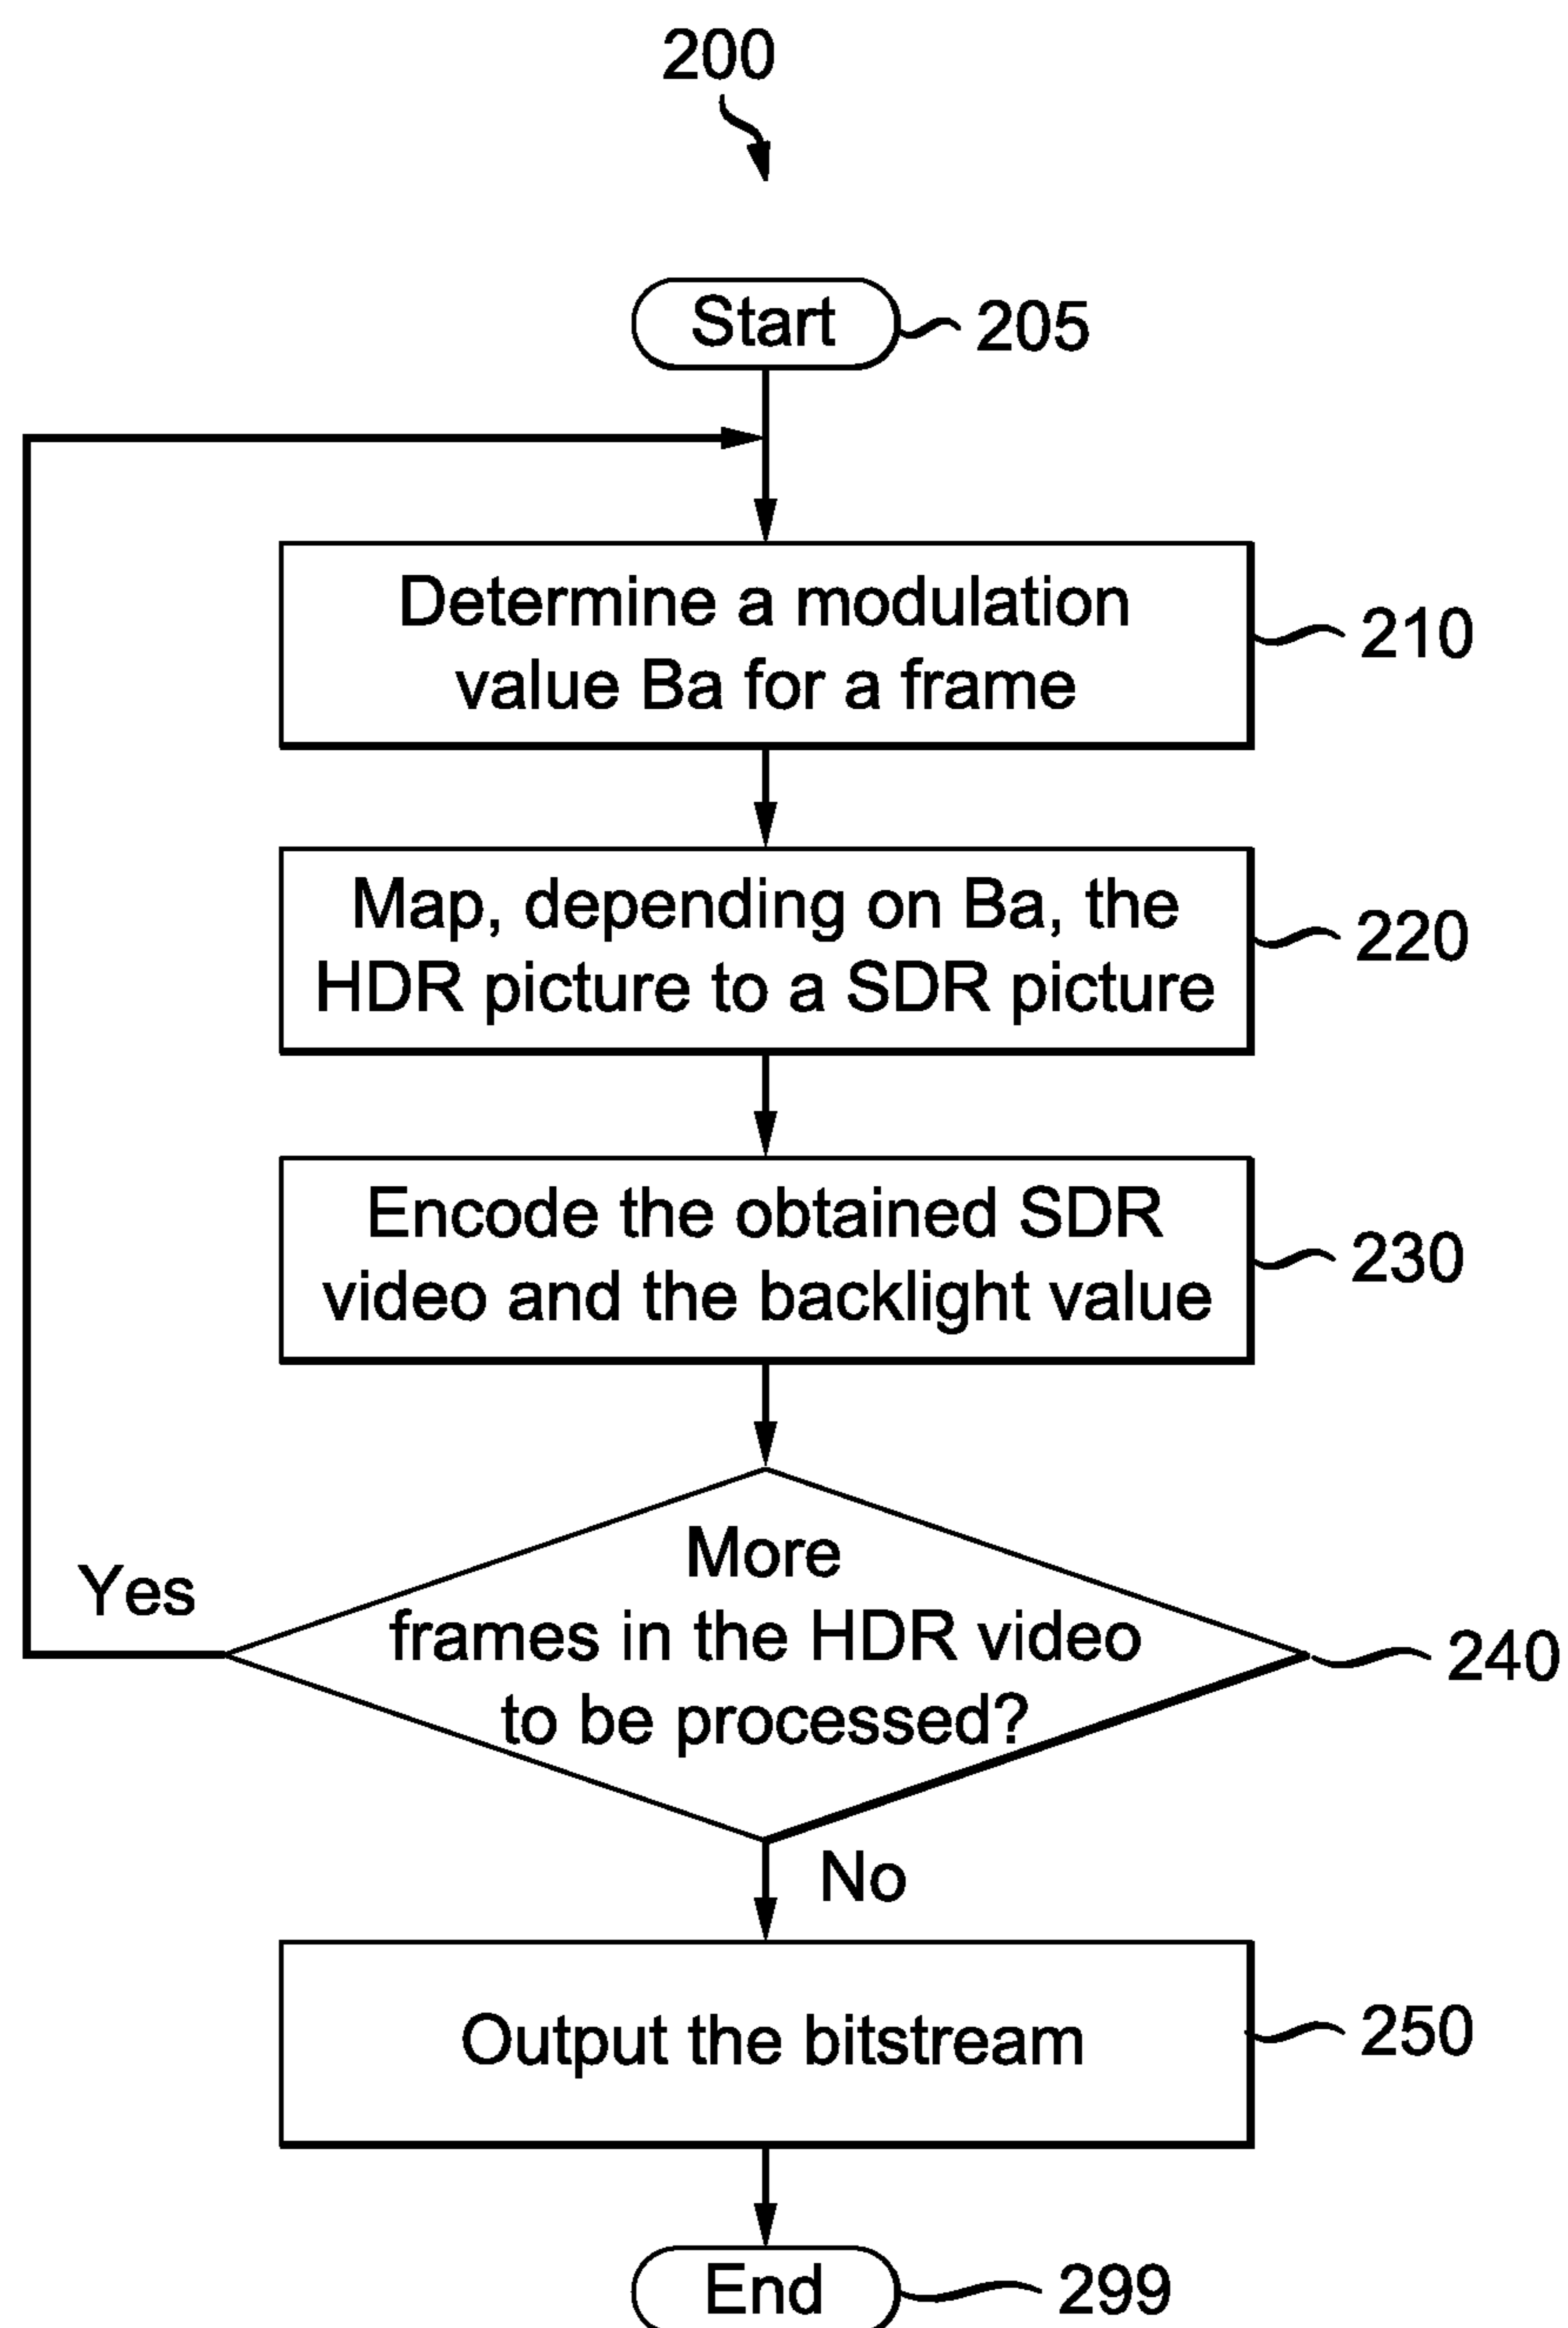 200
Start
205
Determine a modulation
value Ba for a frame
210
Map, depending on Ba, the
HDR picture to a SDR picture
220
Encode the obtained SDR
video and the backlight value
230
More
frames in the HDR video
to be processed?
240
Yes
No
Output the bitstream
250
End
299